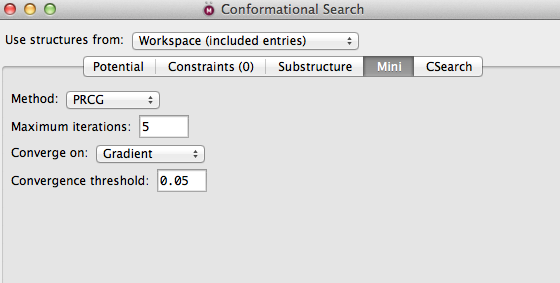 Conformational Search
Use structures from: Workspace (included entries)
Potential Constraints (0) Substructure Mini CSearch
Method: PRCG
Maximum iterations: 5
Converge on: Gradient
Convergence threshold: 0.05